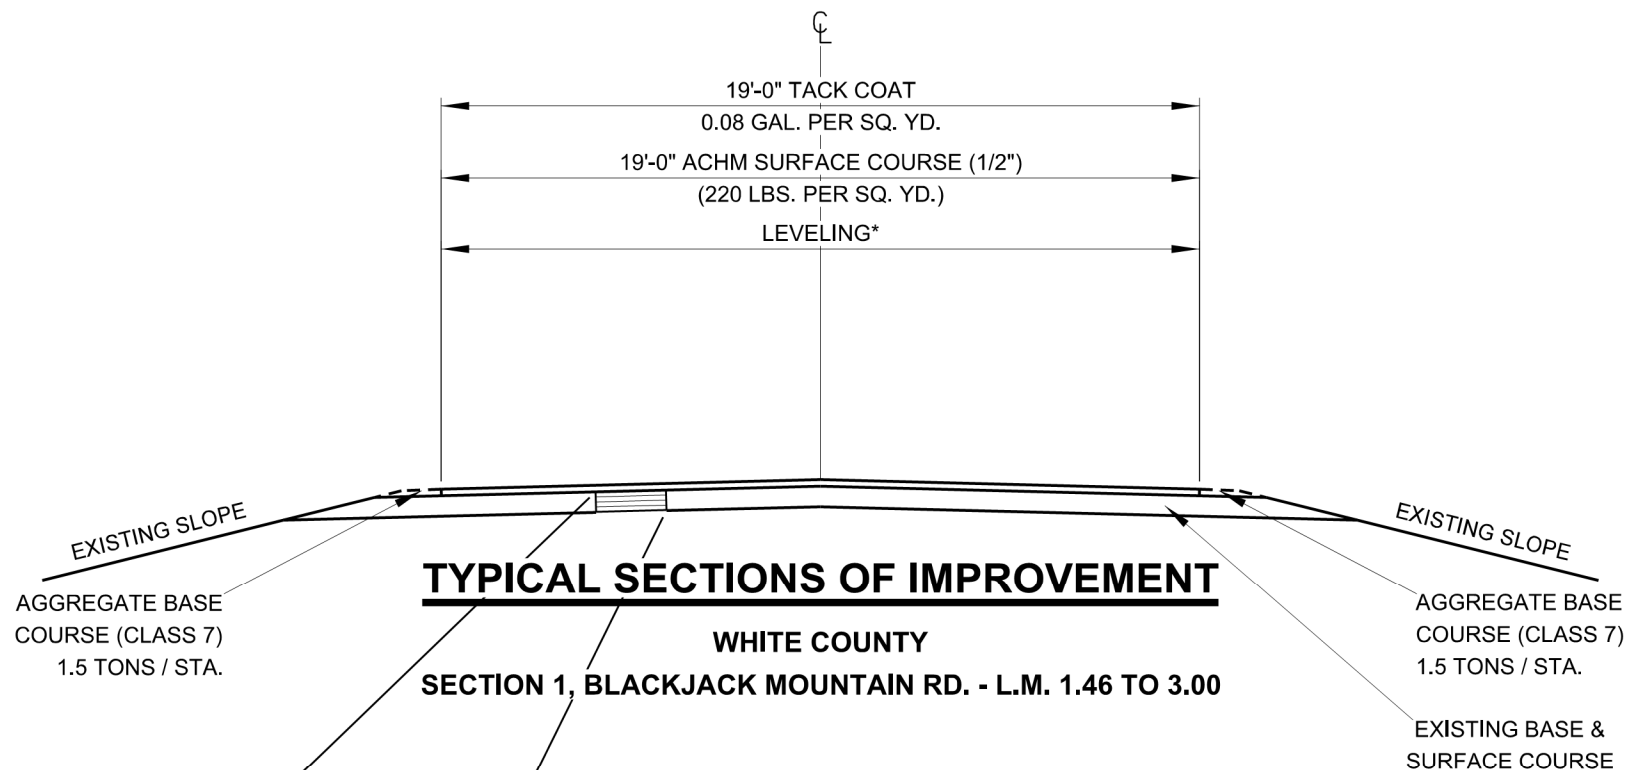 ℄
19'-0" TACK COAT
0.08 GAL. PER SQ. YD.
19'-0" ACHM SURFACE COURSE (1/2")
(220 LBS. PER SQ. YD.)
LEVELING*
EXISTING SLOPE
EXISTING SLOPE
TYPICAL SECTIONS OF IMPROVEMENT
AGGREGATE BASE
COURSE (CLASS 7)
1.5 TONS / STA.
AGGREGATE BASE
COURSE (CLASS 7)
1.5 TONS / STA.
WHITE COUNTY
SECTION 1, BLACKJACK MOUNTAIN RD. - L.M. 1.46 TO 3.00
EXISTING BASE &
SURFACE COURSE